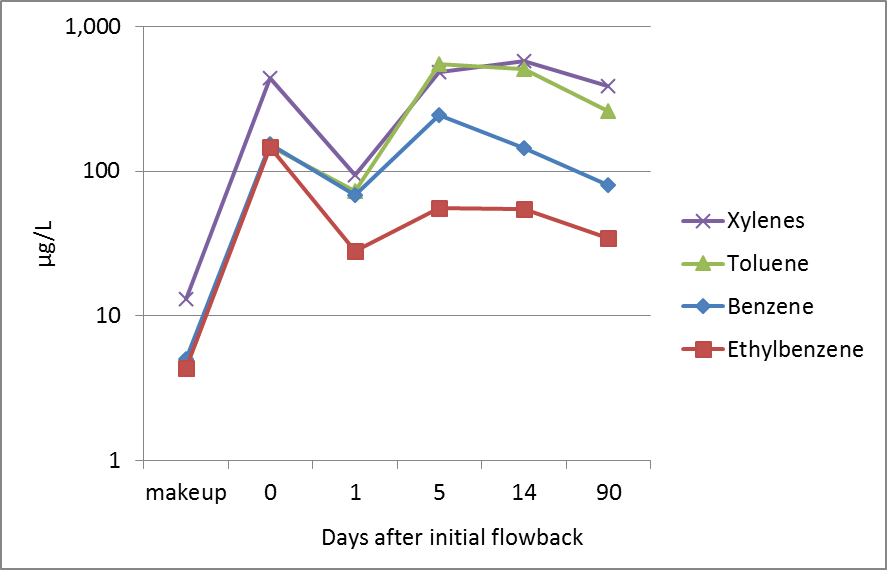 1,000
100
10
1
µg/L
makeup 0 1 5 14 90
Days after initial flowback
Xylenes
Toluene
Benzene
Ethylbenzene